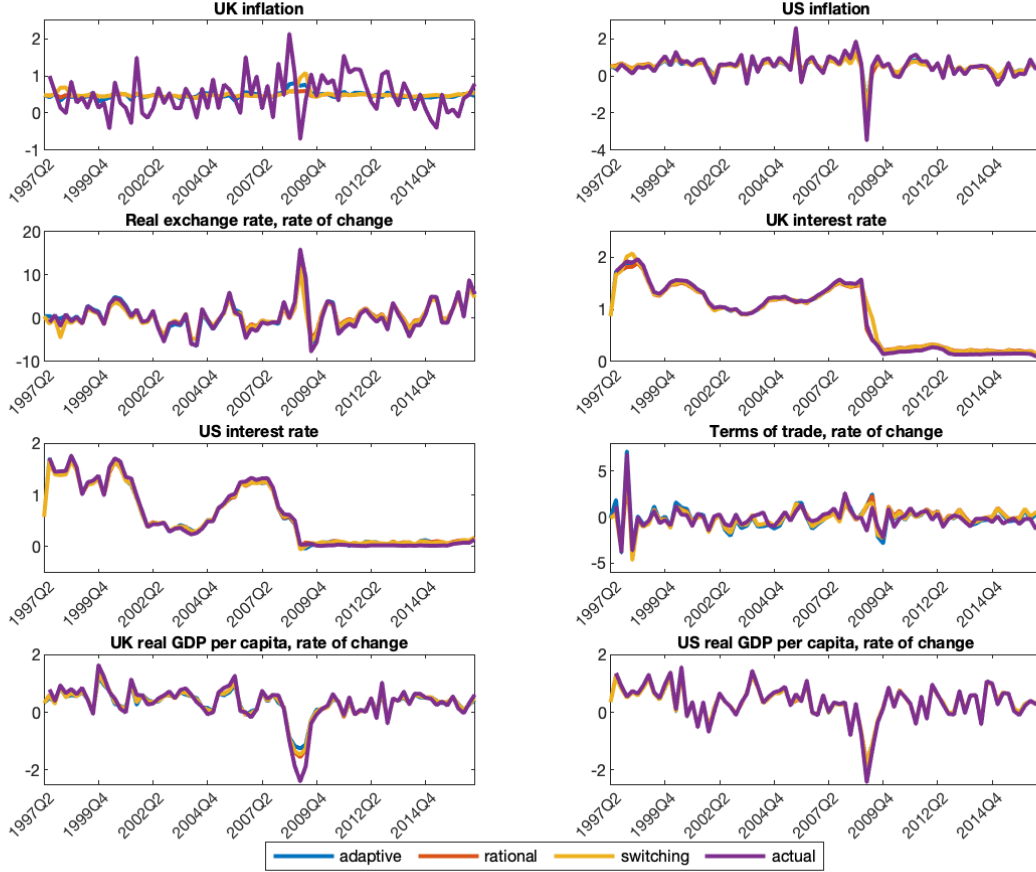 UK inflation
2
1
0
-1
1997Q2 1999Q4 2002Q2 2004Q4 2007Q2 2009Q4 2012Q2 2014Q4
US inflation
2
0
-2
-4
1997Q2 1999Q4 2002Q2 2004Q4 2007Q2 2009Q4 2012Q2 2014Q4
Real exchange rate, rate of change
20
10
0
-10
1997Q2 1999Q4 2002Q2 2004Q4 2007Q2 2009Q4 2012Q2 2014Q4
UK interest rate
2
1
0
1997Q2 1999Q4 2002Q2 2004Q4 2007Q2 2009Q4 2012Q2 2014Q4
US interest rate
2
1
0
1997Q2 1999Q4 2002Q2 2004Q4 2007Q2 2009Q4 2012Q2 2014Q4
Terms of trade, rate of change
5
0
-5
1997Q2 1999Q4 2002Q2 2004Q4 2007Q2 2009Q4 2012Q2 2014Q4
UK real GDP per capita, rate of change
2
0
-2
1997Q2 1999Q4 2002Q2 2004Q4 2007Q2 2009Q4 2012Q2 2014Q4
US real GDP per capita, rate of change
2
0
-2
1997Q2 1999Q4 2002Q2 2004Q4 2007Q2 2009Q4 2012Q2 2014Q4
adaptive rational switching actual